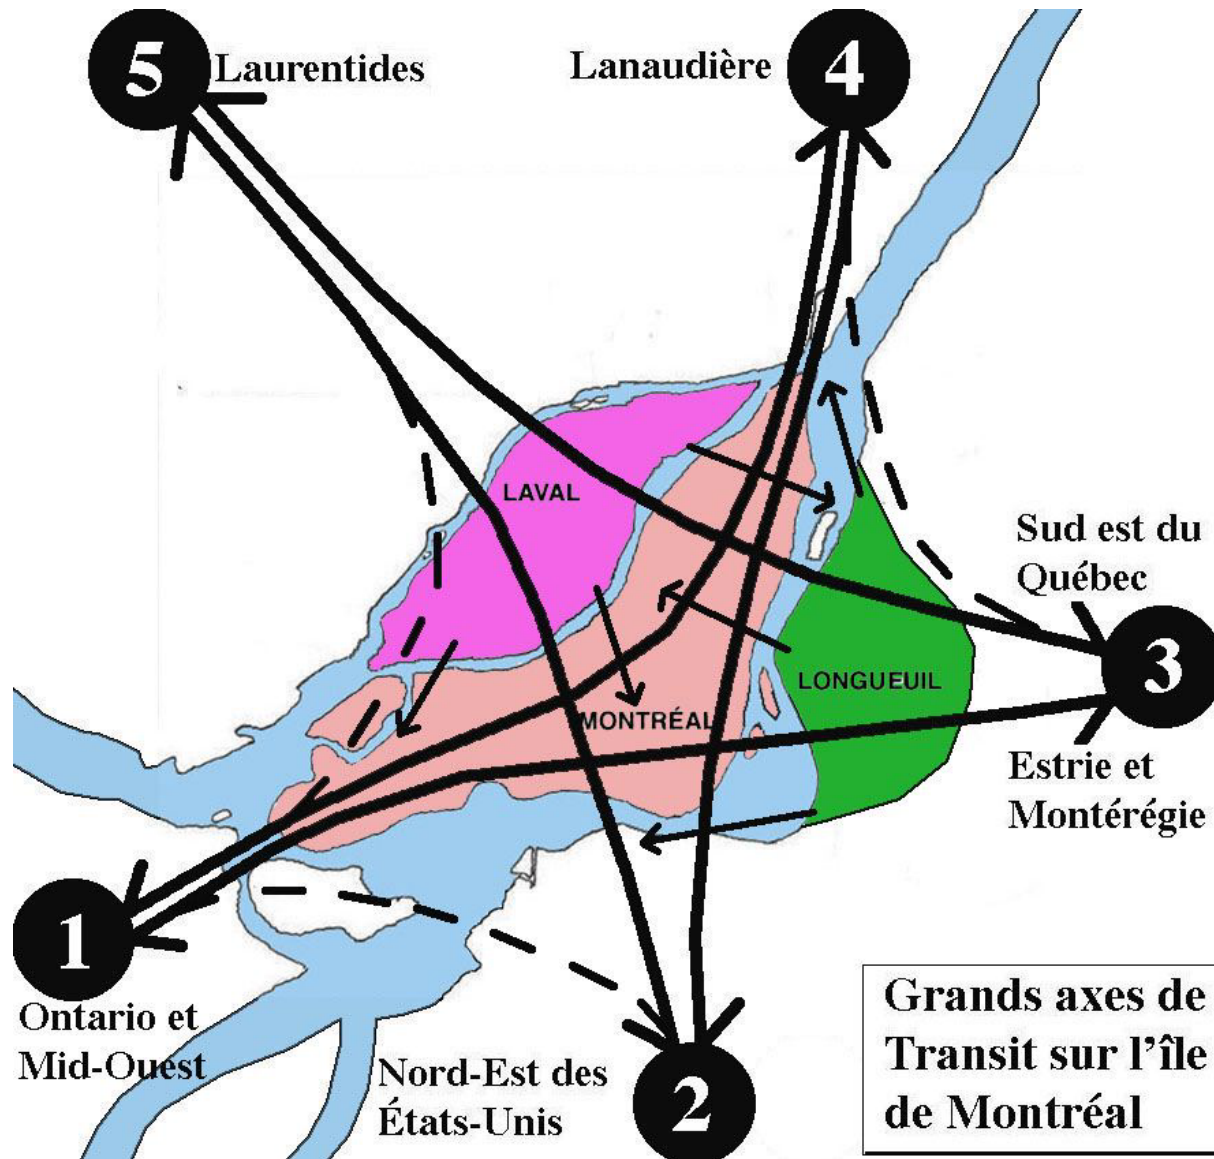 5
Laurentides
Lanaudière
4
LAVAL
Sud est du
Québec
3
LONGUEUIL
MONTRÉAL
Estrie et
Montérégie
1
Ontario et
Mid-Ouest
Nord-Est des
États-Unis
2
Grands axes de
Transit sur l'île
de Montréal